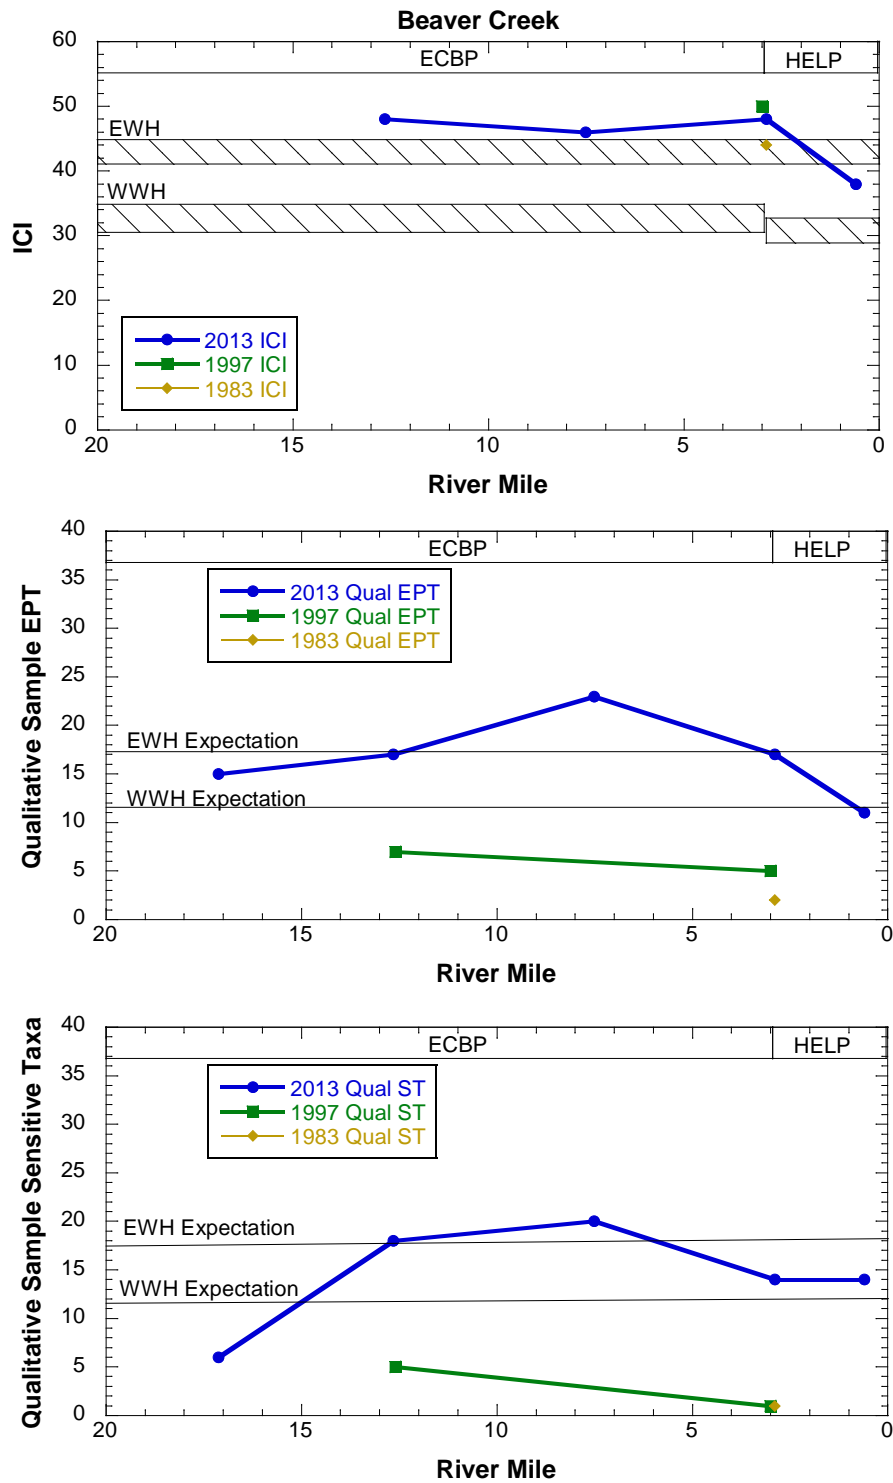 Beaver Creek
60
ECBP
HELP
50
EWH
40
WWH
ICI
30
20
2013 ICI
1997 ICI
10
1983 ICI
0
20
15
10
5
0
River Mile
40
ECBP
HELP
35
2013 Qual EPT
30
1997 Qual EPT
1983 Qual EPT
Qualitative Sample EPT
25
20
EWH Expectation
15
WWH Expectation
10
5
0
20
15
10
5
0
River Mile
40
ECBP
HELP
35
2013 Qual ST
30
1997 Qual ST
1983 Qual ST
Qualitative Sample Sensitive Taxa
25
20
EWH Expectation
15
WWH Expectation
10
5
0
20
15
10
5
0
River Mile